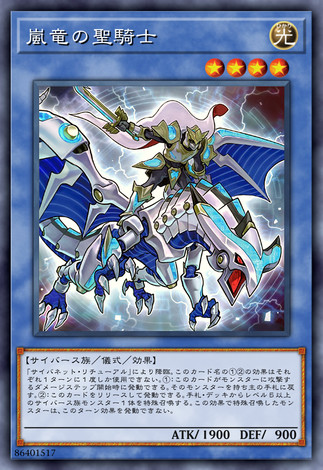 嵐竜の聖騎士
光
【サイバース族／儀式／効果】
「サイバネット・リチューアル」により降臨。このカード名の①②の効果はそ
れぞれ１ターンに１度しか使用できない。①：このカードがモンスターに攻撃す
るダメージステップ開始時に発動できる。そのモンスターを持ち主の手札に戻
す。②：このカードをリリースして発動できる。手札・デッキからレベル５以上
のサイバース族モンスター１体を特殊召喚する。この効果で特殊召喚したモ
ンスターは、このターン効果を発動できない。
ATK/ 1900 DEF/ 900
86401517